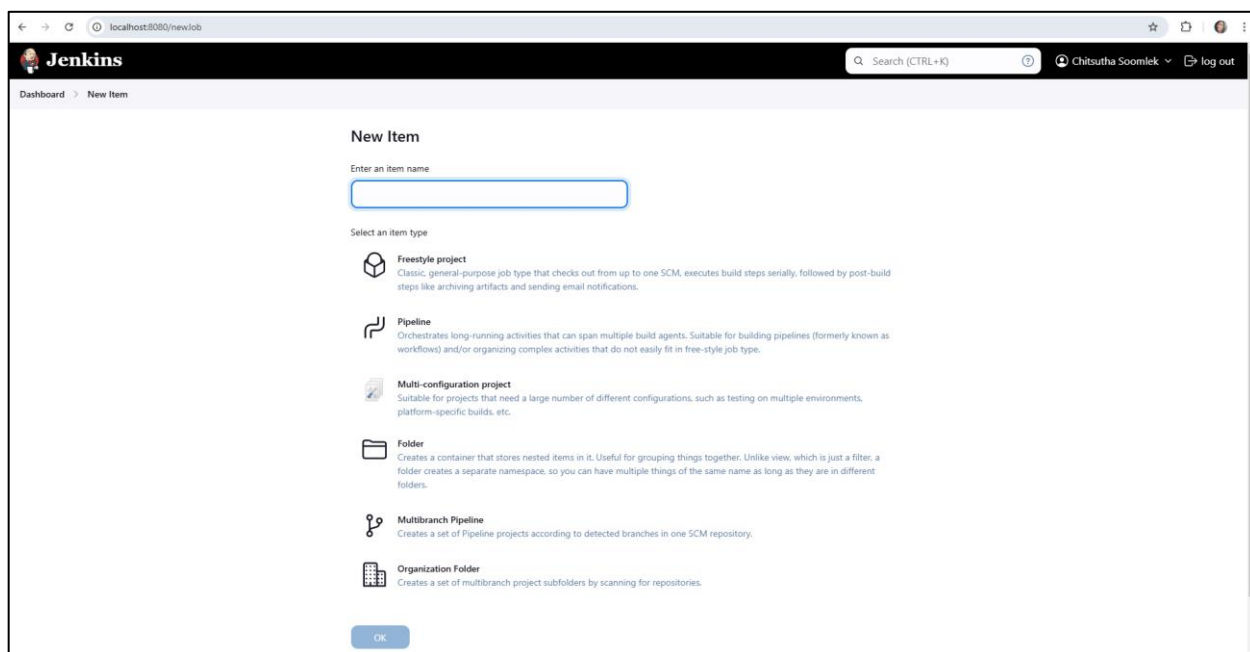 localhost:8080/newJob
Jenkins
Search (CTRL+K)
Chitsutha Soomlek
log out
Dashboard > New Item
New Item
Enter an item name
Select an item type
Freestyle project
Classic, general-purpose job type that checks out from up to one SCM, executes build steps serially, followed by post-build
steps like archiving artifacts and sending email notifications.
Pipeline
Orchestrates long-running activities that can span multiple build agents. Suitable for building pipelines (formerly known as
workflows) and/or organizing complex activities that do not easily fit in free-style job type.
Multi-configuration project
Suitable for projects that need a large number of different configurations, such as testing on multiple environments,
platform-specific builds, etc.
Folder
Creates a container that stores nested items in it. Useful for grouping things together. Unlike view, which is just a filter, a
folder creates a separate namespace, so you can have multiple things of the same name as long as they are in different
folders.
Multibranch Pipeline
Creates a set of Pipeline projects according to detected branches in one SCM repository.
Organization Folder
Creates a set of multibranch project subfolders by scanning for repositories.
OK